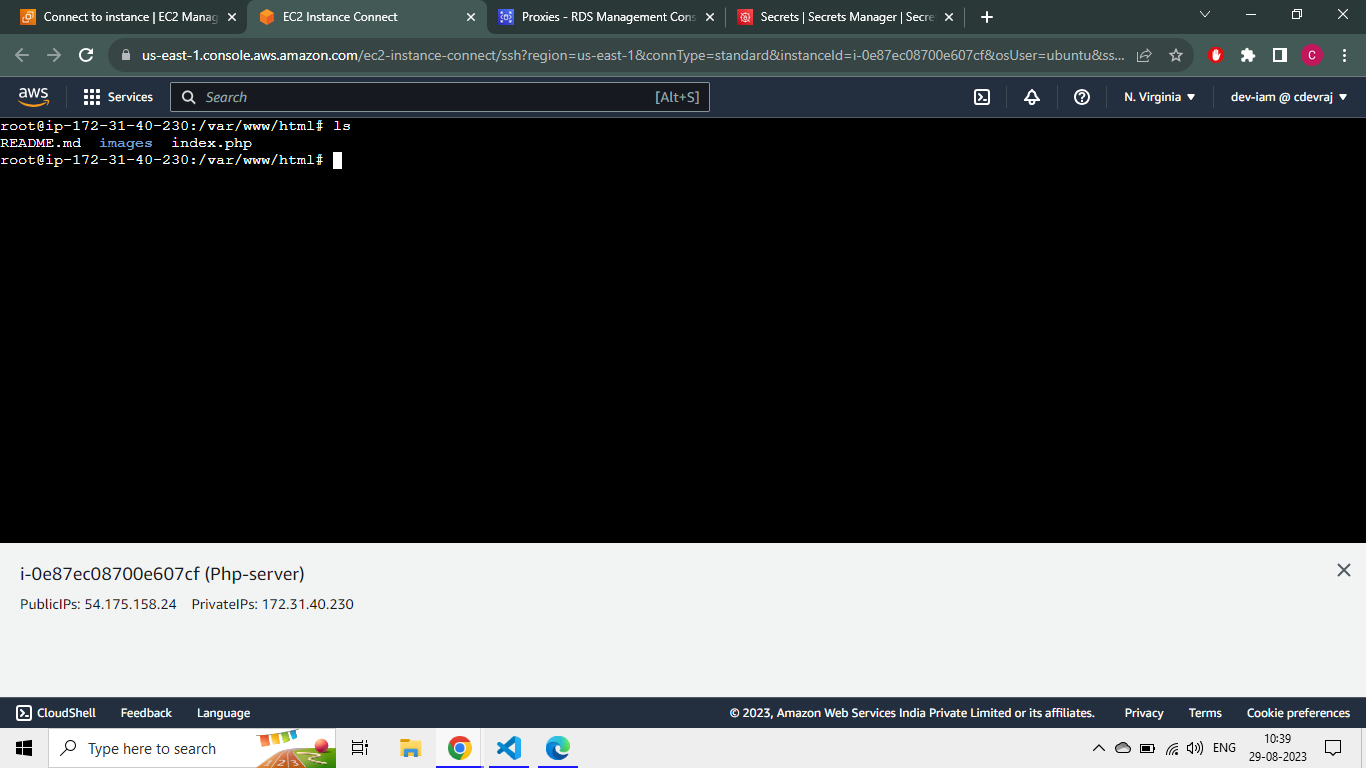 Connect to instance | EC2 Manag
EC2 Instance Connect
Proxies - RDS Management Cons
Secrets | Secrets Manager | Secre
us-east-1.console.aws.amazon.com/ec2-instance-connect/ssh?region=us-east-1&connType=standard&instanceId=i-0e87ec08700e607cf&osUser=ubuntu&ss...
C
aws
Services
Search
[Alt+S]
N. Virginia
dev-iam @ cdevraj
root@ip-172-31-40-230:/var/www/html# ls
README.md images index.php
root@ip-172-31-40-230:/var/www/html#
i-0e87ec08700e607cf (Php-server)
PublicIPs: 54.175.158.24 PrivateIPs: 172.31.40.230
CloudShell
Feedback
Language
© 2023, Amazon Web Services India Private Limited or its affiliates.
Privacy
Terms
Cookie preferences
Type here to search
ENG
10:39
29-08-2023